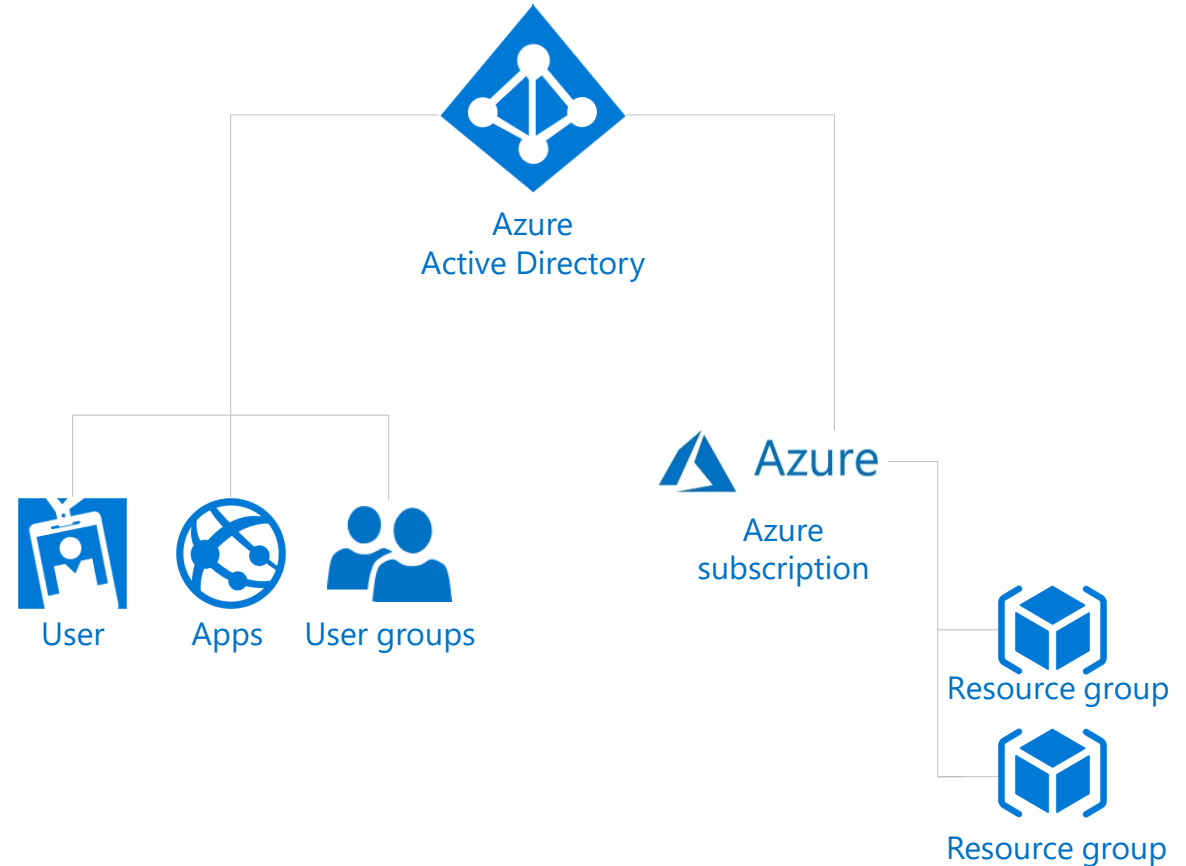 Azure
Active Directory
Azure
Azure
subscription
User
Apps
User groups
Resource group
Resource group